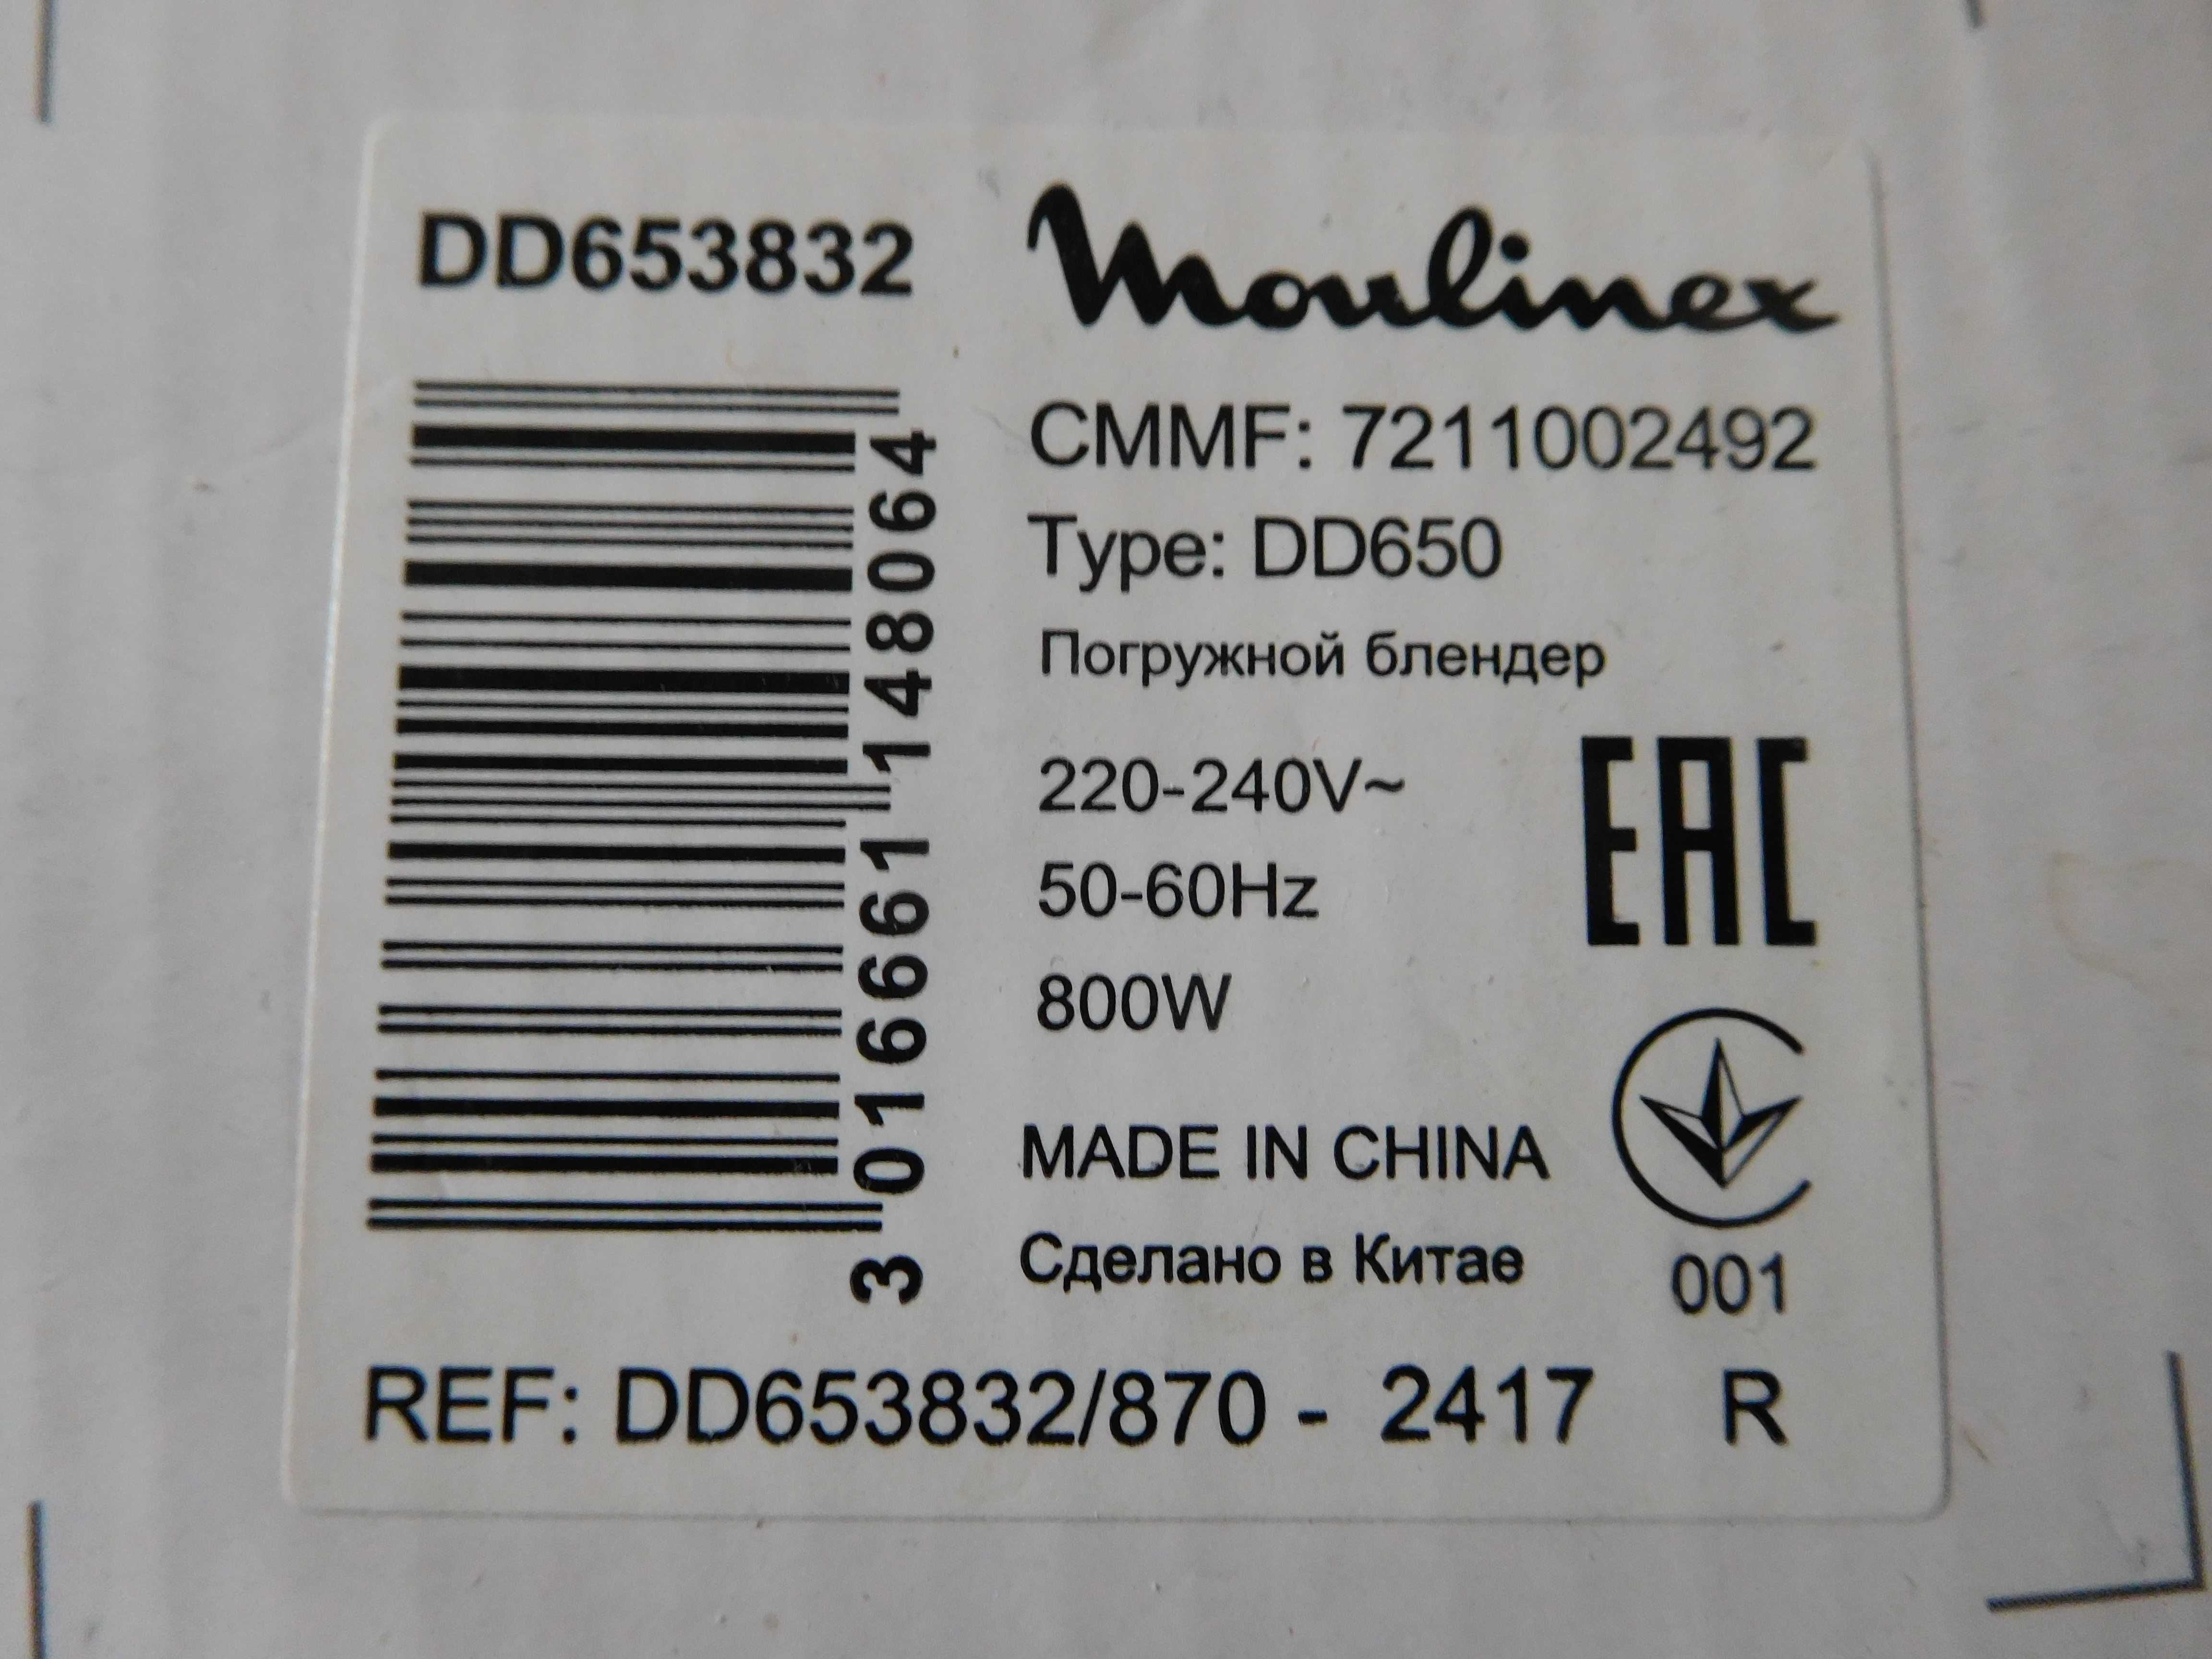 DD653832
Moulinex
3 016661 148064
CMMF: 7211002492
Type: DD650
Погружной блендер
220-240V~
50-60Hz
800W
EAC
MADE IN CHINA
Сделано в Китае
001
REF: DD653832/870 - 2417 R